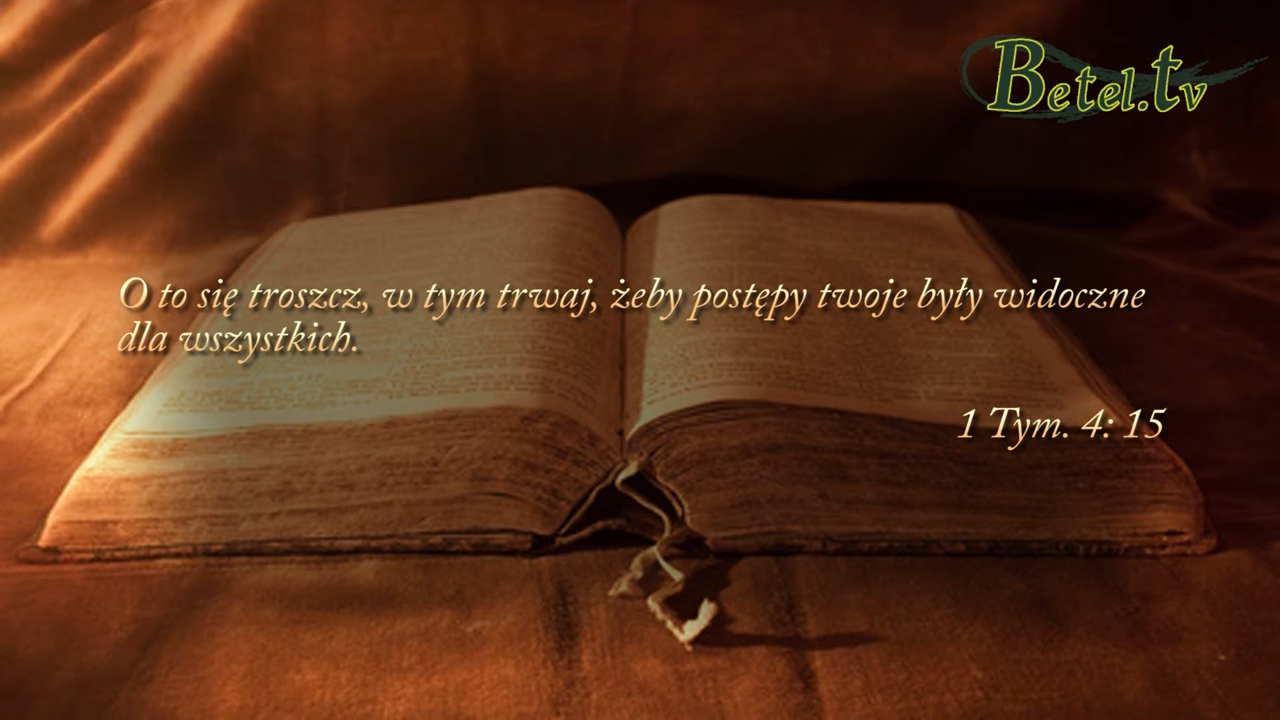 Betel.tv
O to się troszcz, w tym trwaj, żeby postępy twoje były widoczne
dla wszystkich.
1 Tym. 4: 15